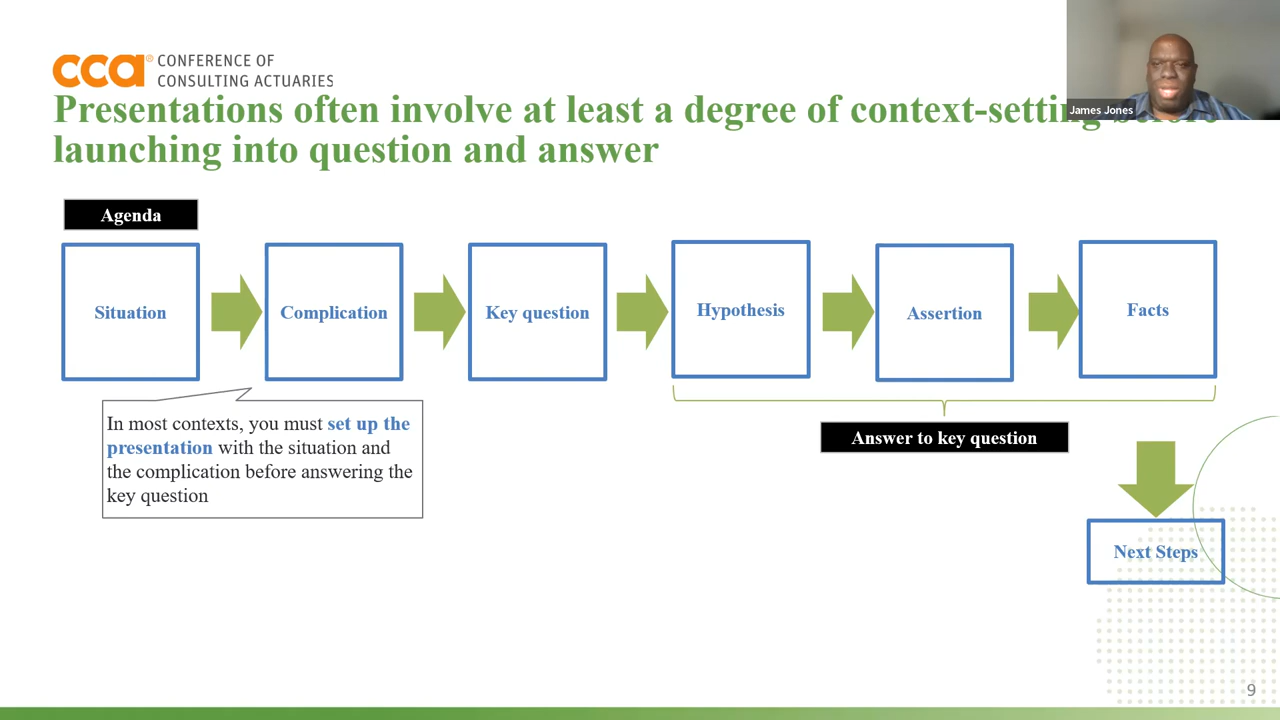 cca® CONFERENCE OF
CONSULTING ACTUARIES
James Jones
Presentations often involve at least a degree of context-setting before
launching into question and answer
Agenda
Situation
Complication
Key question
Hypothesis
Assertion
Facts
In most contexts, you must set up the
presentation with the situation and
the complication before answering the
key question
Answer to key question
Next Steps
9